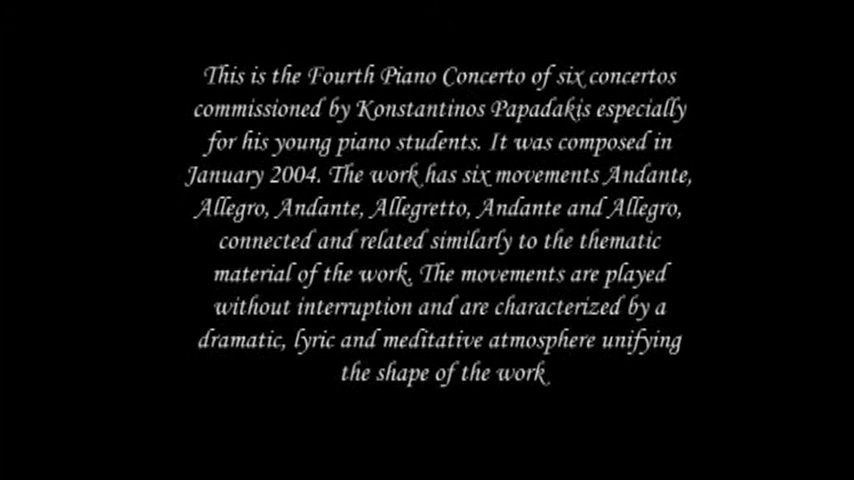 This is the Fourth Piano Concerto of six concertos
commissioned by Konstantinos Papadakis especially
for his young piano students. It was composed in
January 2004. The work has six movements Andante,
Allegro, Andante, Allegretto, Andante and Allegro,
connected and related similarly to the thematic
material of the work. The movements are played
without interruption and are characterized by a
dramatic, lyric and meditative atmosphere unifying
the shape of the work